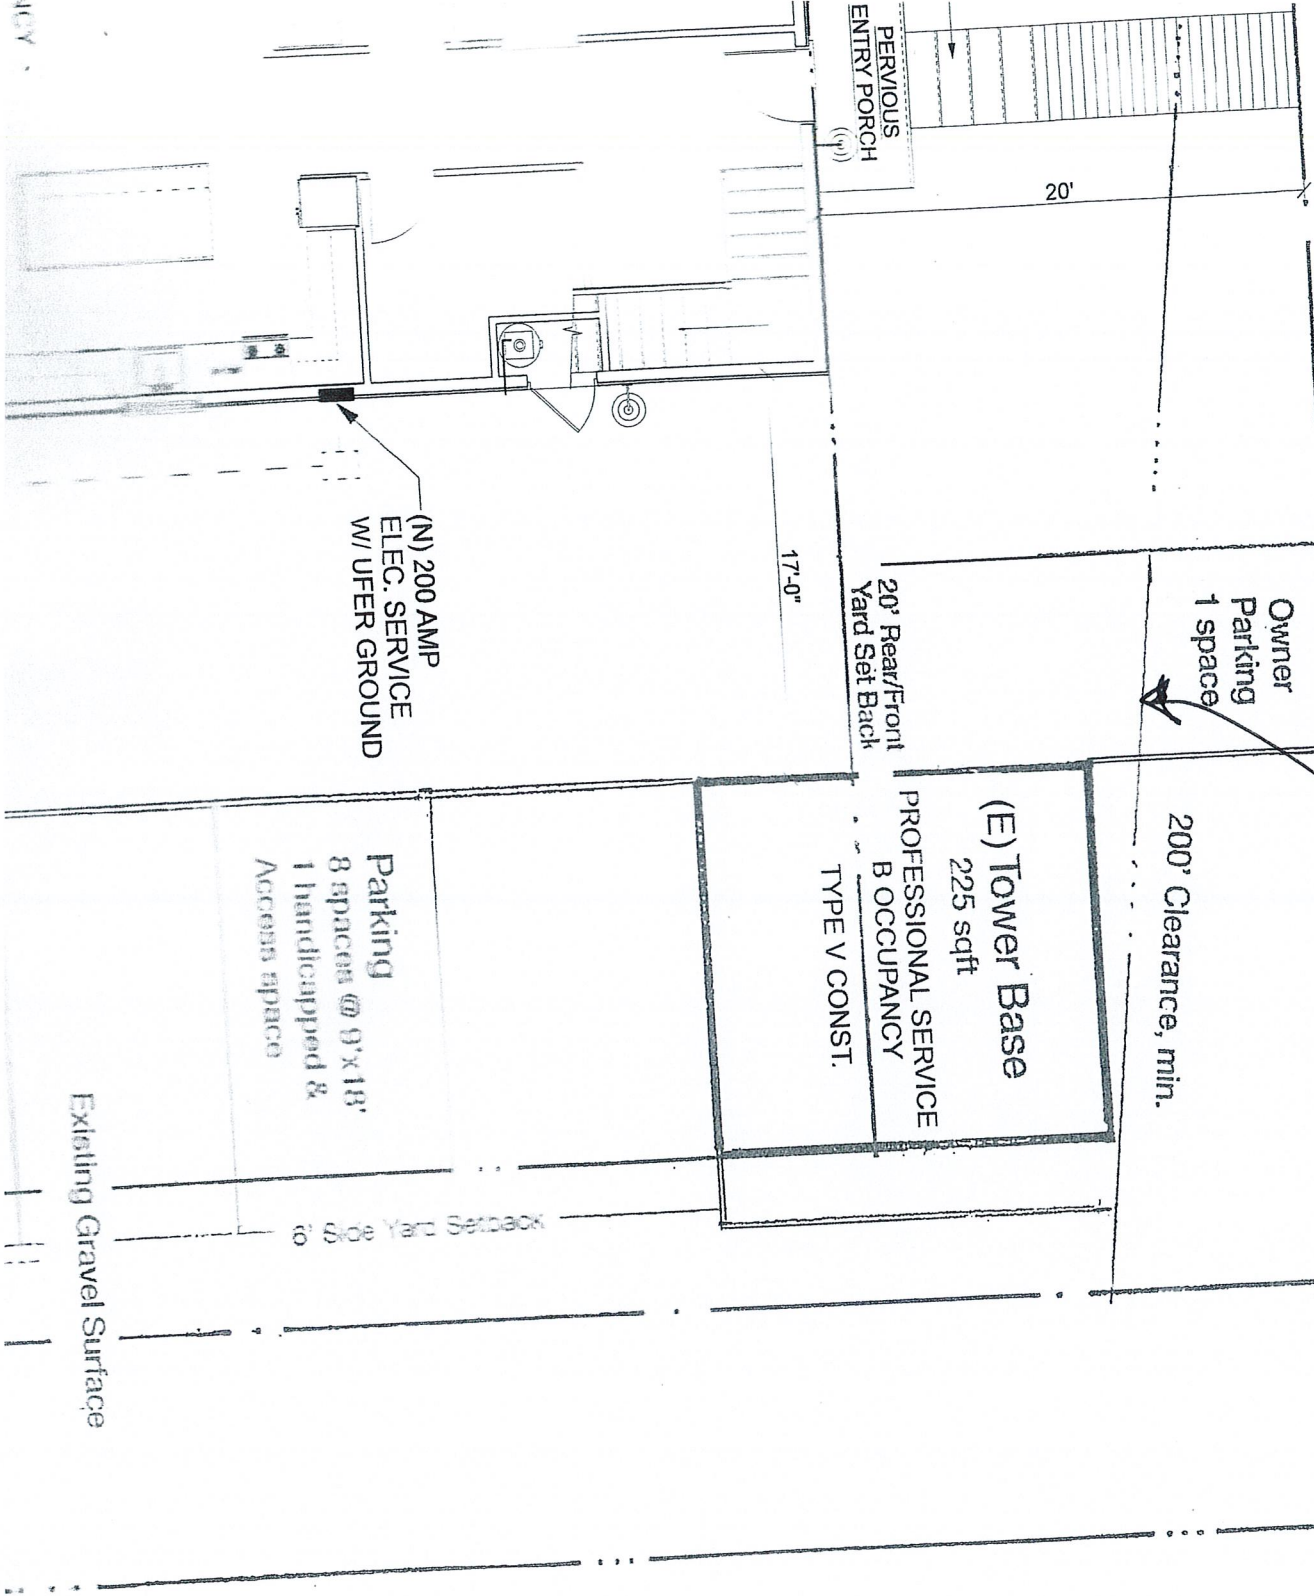 PERVIOUS
ENTRY PORCH
20'
Owner
Parking
1 space
200' Clearance, min.
20' Rear/Front
Yard Set Back
17'-0"
(N) 200 AMP
ELEC. SERVICE
W/ UFER GROUND
(E) Tower Base
225 sqft
PROFESSIONAL SERVICE
B OCCUPANCY
TYPE V CONST.
Parking
8 spaces @ 9'x18'
1 handicapped &
Access space
6' Side Yard Setback
Existing Gravel Surface